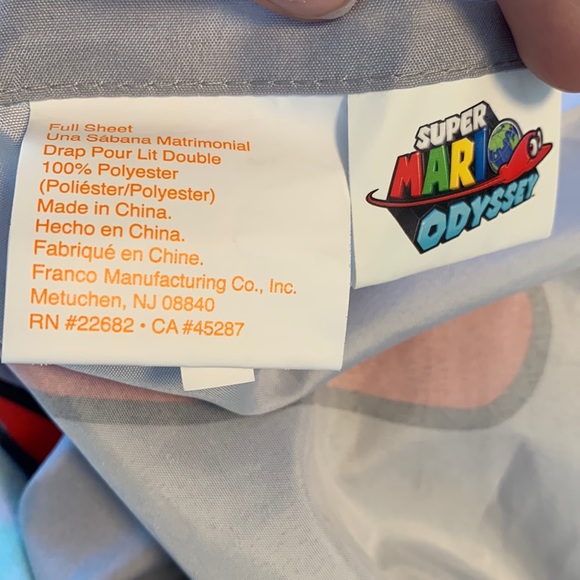 Full Sheet
Una Sábana Matrimonial
Drap Pour Lit Double
100% Polyester
(Poliéster/Polyester)
Made in China.
Hecho en China.
Fabriqué en Chine.
Franco Manufacturing Co., Inc.
Metuchen, NJ 08840
RN #22682 • CA #45287
SUPER
MARIO
ODYSSEY